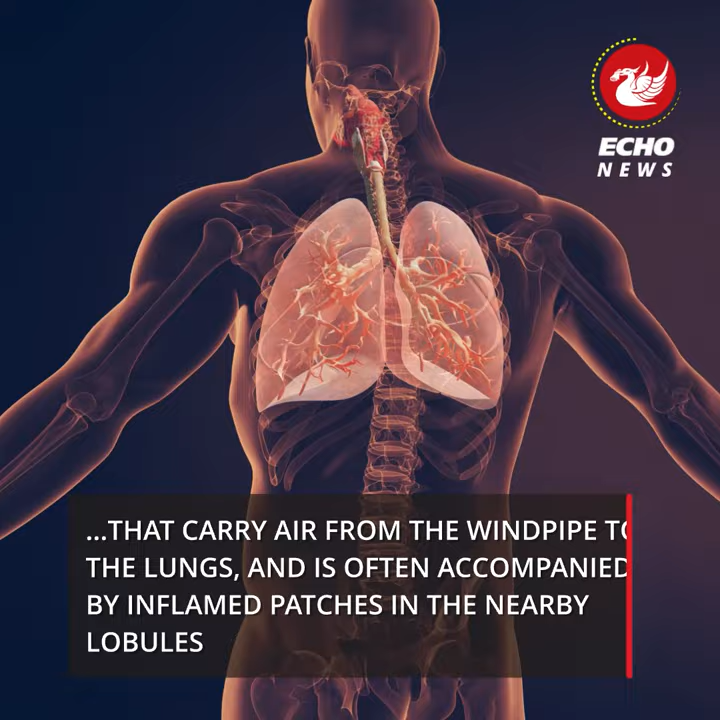 ECHO
NEWS
...THAT CARRY AIR FROM THE WINDPIPE TO
THE LUNGS, AND IS OFTEN ACCOMPANIED
BY INFLAMED PATCHES IN THE NEARBY
LOBULES